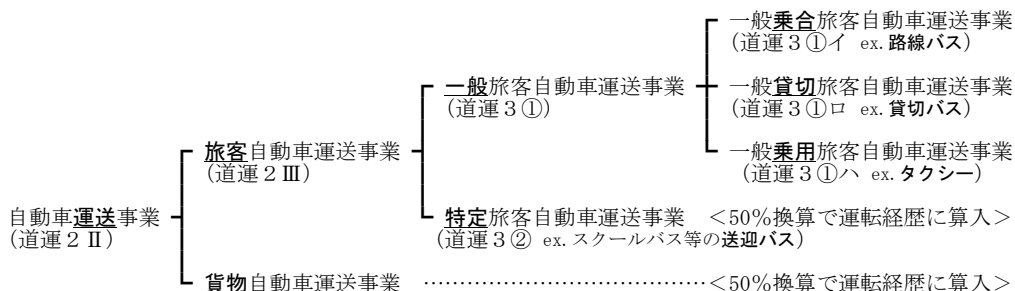 一般乗合旅客自動車運送事業
(道運3①イ ex.路線バス)
一般旅客自動車運送事業
(道運3①)
一般貸切旅客自動車運送事業
(道運3①ロ ex.貸切バス)
旅客自動車運送事業
(道運2Ⅲ)
一般乗用旅客自動車運送事業
(道運3①ハ ex.タクシー)
自動車運送事業
(道運2Ⅱ)
特定旅客自動車運送事業 <50%換算で運転経歴に算入>
(道運3② ex.スクールバス等の送迎バス)
貨物自動車運送事業 ‥‥‥‥‥‥‥‥‥‥‥‥‥‥‥‥‥‥‥<50%換算で運転経歴に算入>